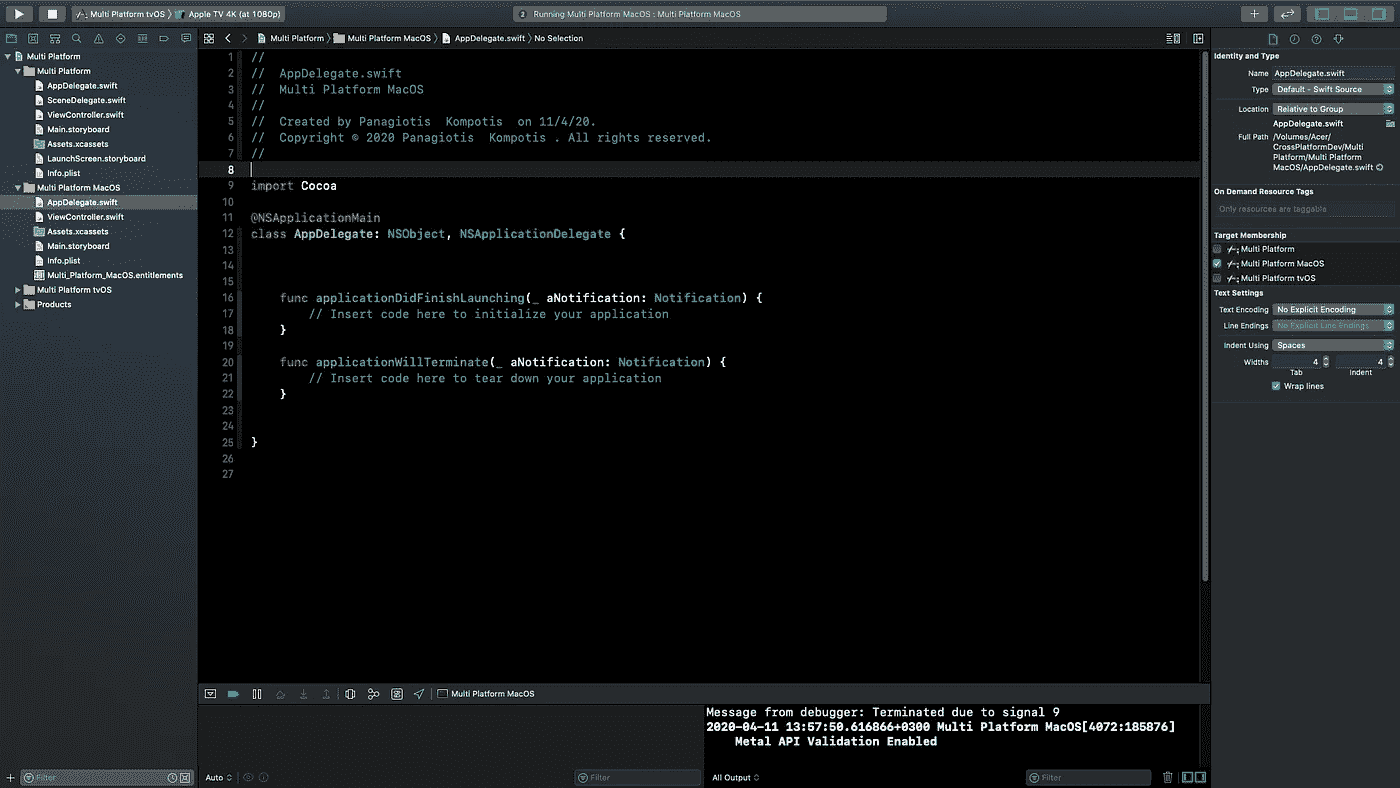 Multi Platform tvOS 〉 Apple TV 4K (at 1080p)
2 Running Multi Platform MacOS : Multi Platform MacOS
Multi Platform 〉 Multi Platform MacOS 〉 AppDelegate.swift 〉 No Selection
Multi Platform
Multi Platform
AppDelegate.swift
SceneDelegate.swift
ViewController.swift
Main.storyboard
Assets.xcassets
LaunchScreen.storyboard
Info.plist
Multi Platform MacOS
AppDelegate.swift
ViewController.swift
Assets.xcassets
Main.storyboard
Info.plist
Multi_Platform_MacOS.entitlements
Multi Platform tvOS
Products
Filter
1 //
2 //  AppDelegate.swift
3 //  Multi Platform MacOS
4 //
5 //  Created by Panagiotis  Kompotis  on 11/4/20.
6 //  Copyright © 2020 Panagiotis  Kompotis . All rights reserved.
7 //
8
9 import Cocoa
10
11 @NSApplicationMain
12 class AppDelegate: NSObject, NSApplicationDelegate {
13
14
15
16     func applicationDidFinishLaunching(_ aNotification: Notification) {
17         // Insert code here to initialize your application
18     }
19
20     func applicationWillTerminate(_ aNotification: Notification) {
21         // Insert code here to tear down your application
22     }
23
24
25 }
26
27
Multi Platform MacOS
Auto
Filter
Message from debugger: Terminated due to signal 9
2020-04-11 13:57:50.616866+0300 Multi Platform MacOS[4072:185876]
Metal API Validation Enabled
All Output
Filter
Identity and Type
Name AppDelegate.swift
Type Default - Swift Source
Location Relative to Group
AppDelegate.swift
Full Path /Volumes/Acer/
CrossPlatformDev/Multi
Platform/Multi Platform
MacOS/AppDelegate.swift
On Demand Resource Tags
Only resources are taggable
Target Membership
Multi Platform
Multi Platform MacOS
Multi Platform tvOS
Text Settings
Text Encoding No Explicit Encoding
Line Endings No Explicit Line Endings
Indent Using Spaces
Widths 4 4
Tab Indent
Wrap lines